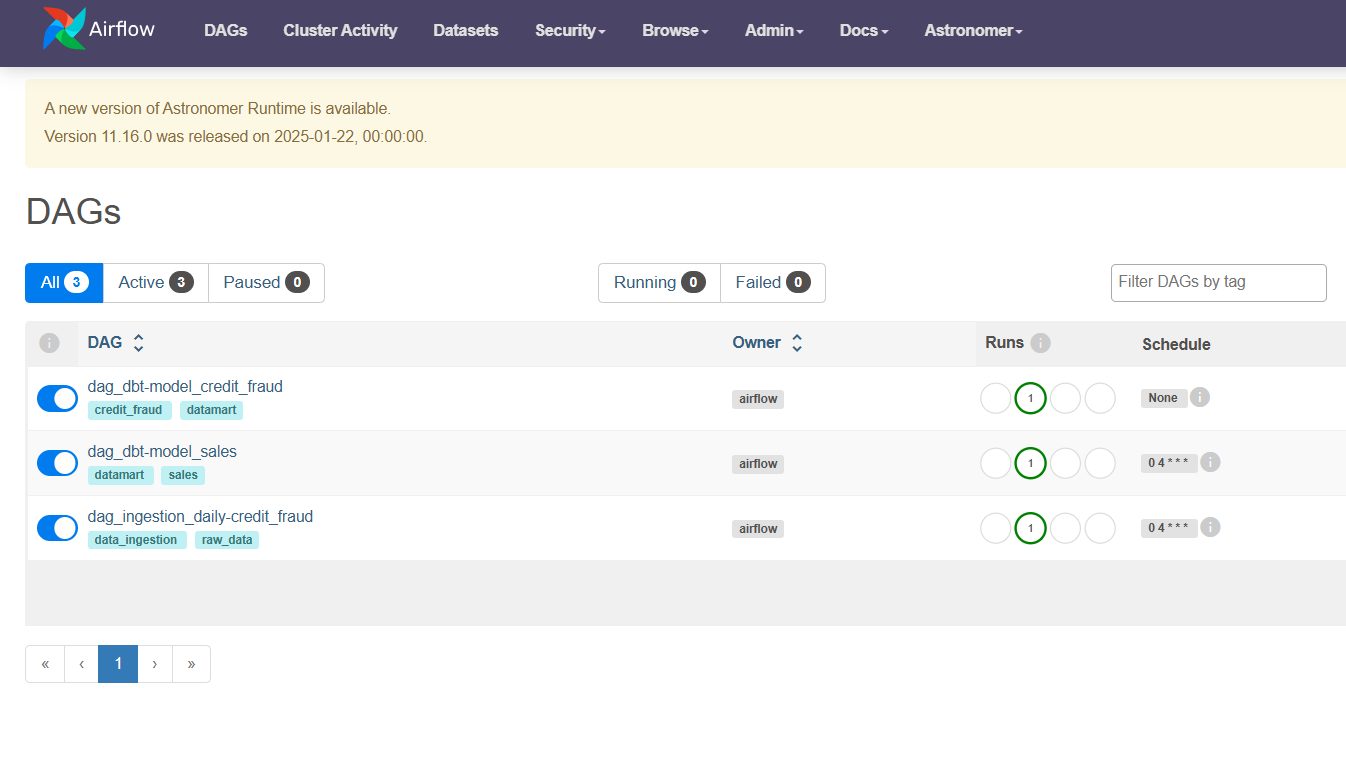 Airflow DAGs Cluster Activity Datasets Security Browse Admin Docs Astronomer
A new version of Astronomer Runtime is available.
Version 11.16.0 was released on 2025-01-22, 00:00:00.
DAGs
All 3 Active 3 Paused 0 Running 0 Failed 0 Filter DAGs by tag
i DAG Owner Runs i Schedule
dag_dbt-model_credit_fraud
credit_fraud datamart airflow 1 None i
dag_dbt-model_sales
datamart sales airflow 1 0 4 * * * i
dag_ingestion_daily-credit_fraud
data_ingestion raw_data airflow 1 0 4 * * * i
« ‹ 1 › »